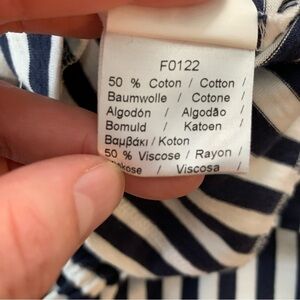 F0122
50 % Coton / Cotton /
Baumwolle / Cotone /
Algodón / Algodão /
Bomuld / Katoen /
Βαμβάκι / Koton
50 % Viscose / Rayon /
/ Viscosa /